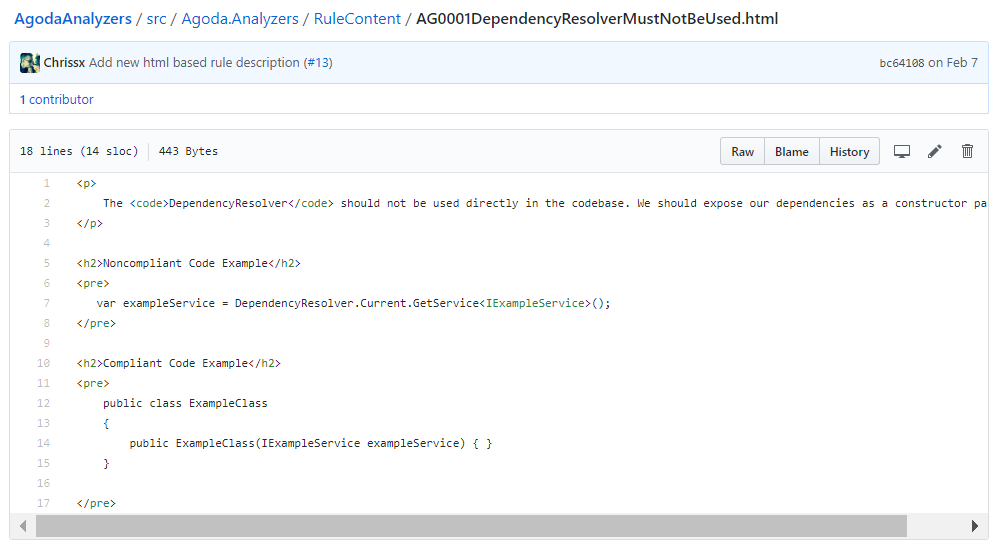 AgodaAnalyzers / src / Agoda.Analyzers / RuleContent / AG0001DependencyResolverMustNotBeUsed.html
Chrissx Add new html based rule description (#13) bc64108 on Feb 7
1 contributor
18 lines (14 sloc) 443 Bytes Raw Blame History
1 <p>
2 The <code>DependencyResolver</code> should not be used directly in the codebase. We should expose our dependencies as a constructor pa
3 </p>
4
5 <h2>Noncompliant Code Example</h2>
6 <pre>
7 var exampleService = DependencyResolver.Current.GetService<IExampleService>();
8 </pre>
9
10 <h2>Compliant Code Example</h2>
11 <pre>
12 public class ExampleClass
13 {
14 public ExampleClass(IExampleService exampleService) { }
15 }
16
17 </pre>